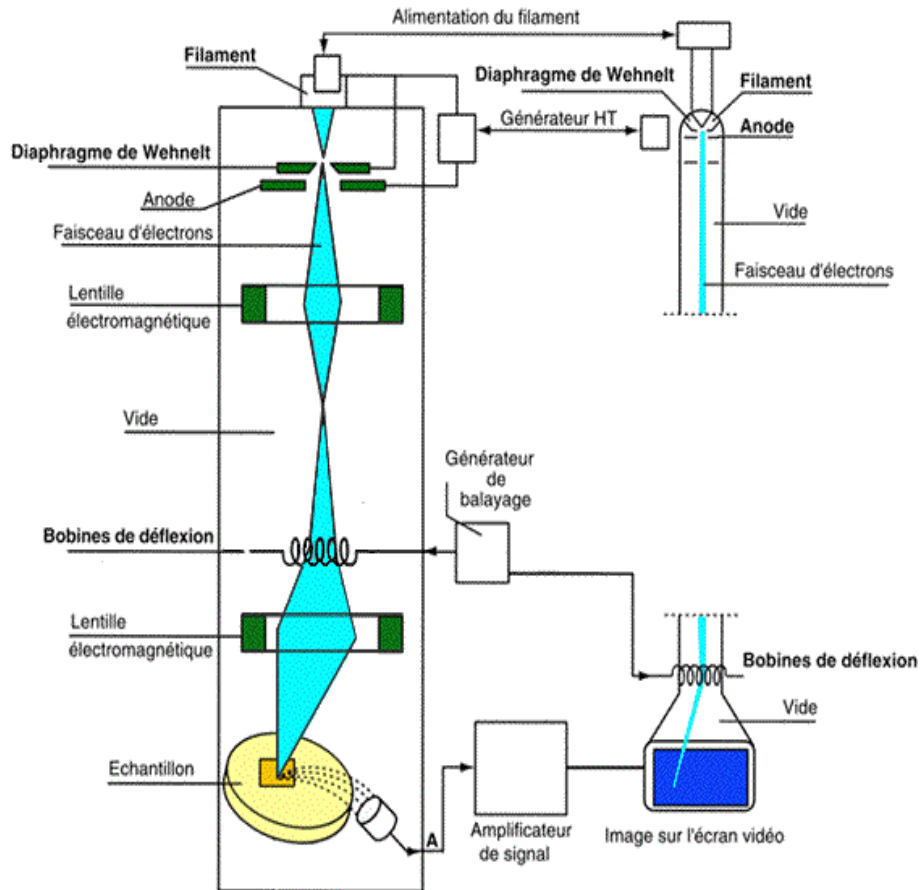 Alimentation du filament
Filament
Diaphragme de Wehnelt
Filament
Générateur HT
Anode
Diaphragme de Wehnelt
Anode
Vide
Faisceau d'électrons
Faisceau d'électrons
Lentille
électromagnétique
Vide
Générateur
de
balayage
Bobines de déflexion
Lentille
électromagnétique
Bobines de déflexion
Vide
Echantillon
A
Amplificateur
de signal
Image sur l'écran vidéo